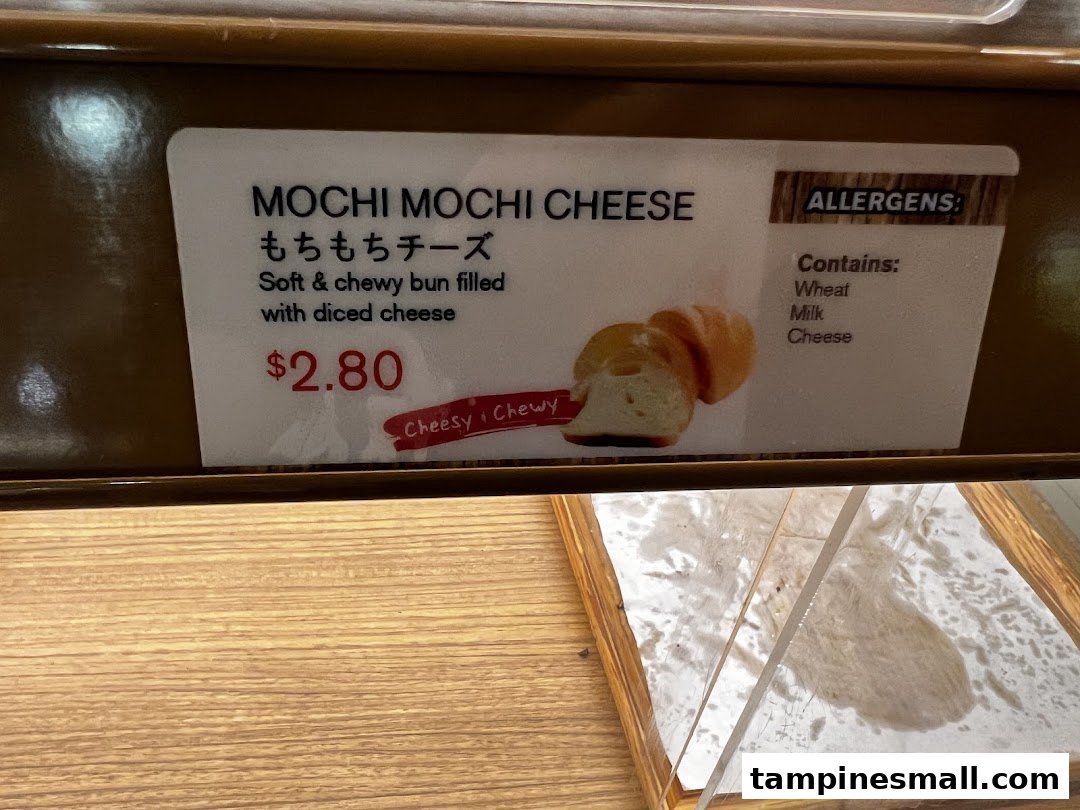 MOCHI MOCHI CHEESE
もちもちチーズ
Soft & chewy bun filled
with diced cheese
$2.80
Cheesy & Chewy
ALLERGENS:
Contains:
Wheat
Milk
Cheese
tampinesmall.com